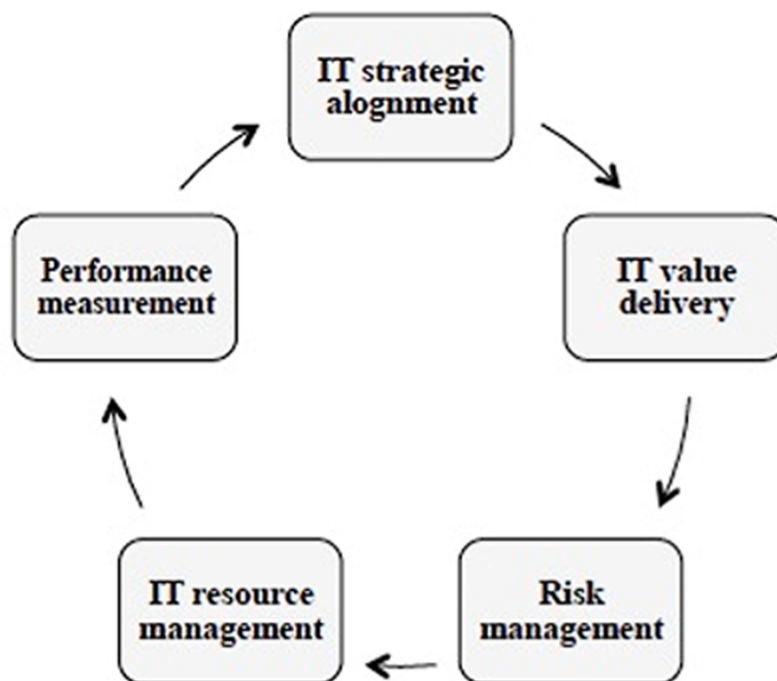 IT strategic
alognment
Performance
measurement
IT value
delivery
IT resource
management
Risk
management